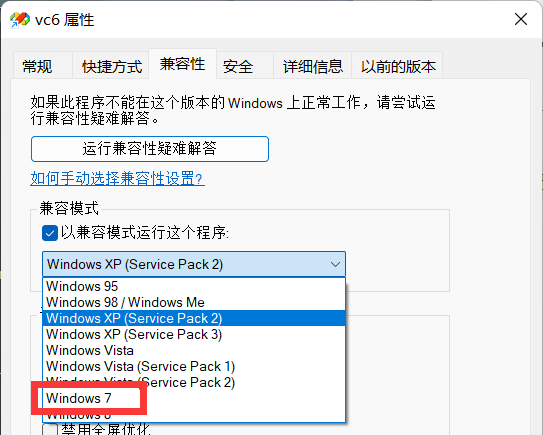 vc6 属性
常规 快捷方式 兼容性 安全 详细信息 以前的版本
如果此程序不能在这个版本的 Windows 上正常工作，请尝试运
行兼容性疑难解答。
运行兼容性疑难解答
如何手动选择兼容性设置?
兼容模式
以兼容模式运行这个程序:
Windows XP (Service Pack 2)
Windows 95
Windows 98 / Windows Me
Windows XP (Service Pack 2)
Windows XP (Service Pack 3)
Windows Vista
Windows Vista (Service Pack 1)
Windows Vista (Service Pack 2)
Windows 7
Windows 8
禁用全屏优化